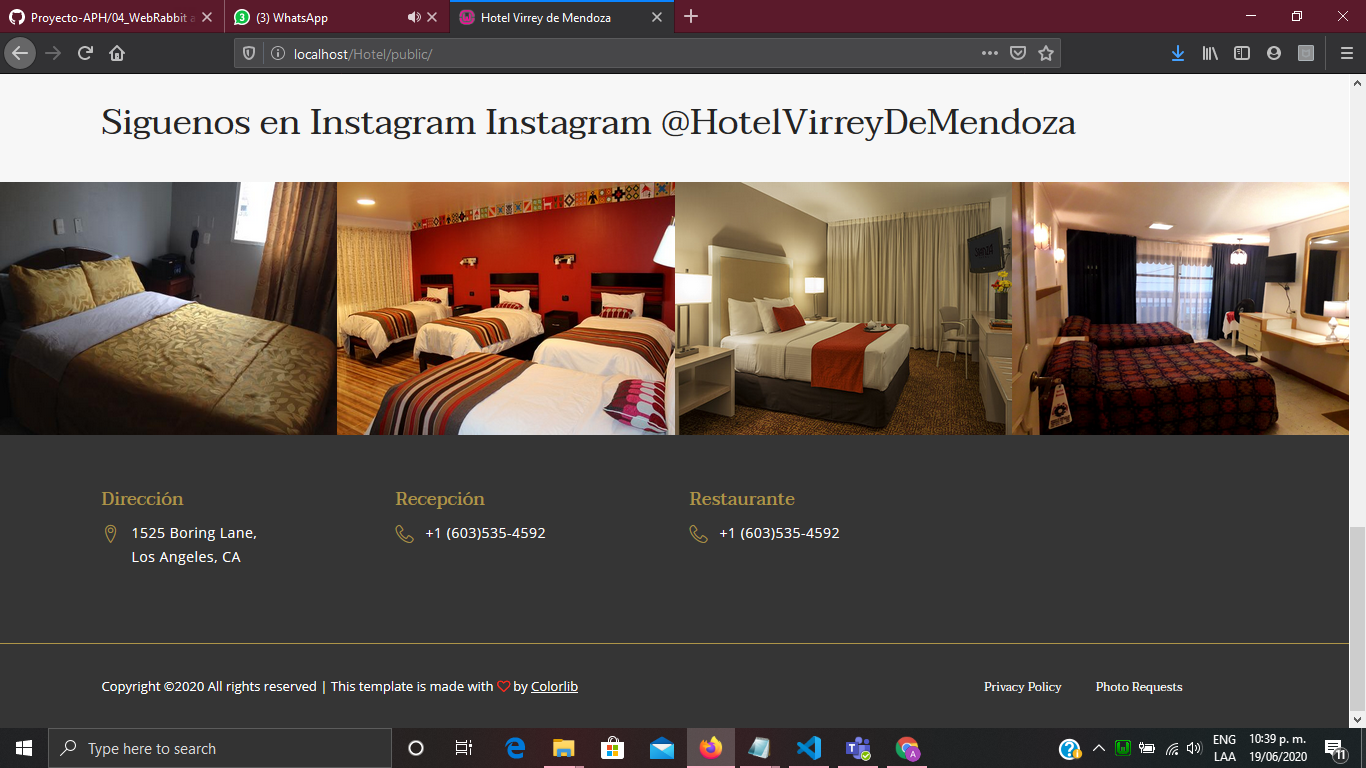 Proyecto-APH/04_WebRabbit a
(3) WhatsApp
Hotel Virrey de Mendoza
localhost/Hotel/public/
Siguenos en Instagram Instagram @HotelVirreyDeMendoza
Dirección
1525 Boring Lane,
Los Angeles, CA
Recepción
+1 (603)535-4592
Restaurante
+1 (603)535-4592
Copyright ©2020 All rights reserved | This template is made with ♡ by Colorlib
Privacy Policy
Photo Requests
Type here to search
ENG
LAA
10:39 p. m.
19/06/2020
11